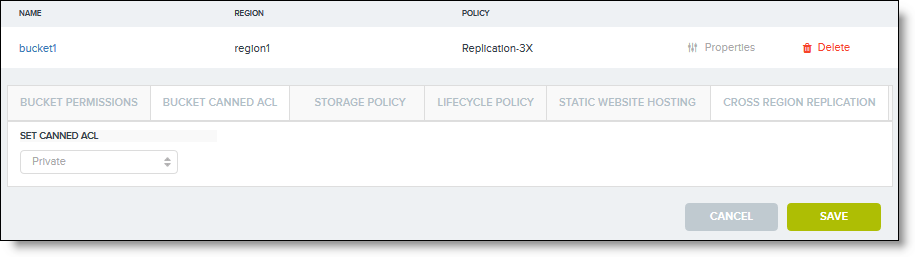 NAME REGION POLICY
bucket1 region1 Replication-3X Properties Delete
BUCKET PERMISSIONS BUCKET CANNED ACL STORAGE POLICY LIFECYCLE POLICY STATIC WEBSITE HOSTING CROSS REGION REPLICATION
SET CANNED ACL
Private
CANCEL SAVE